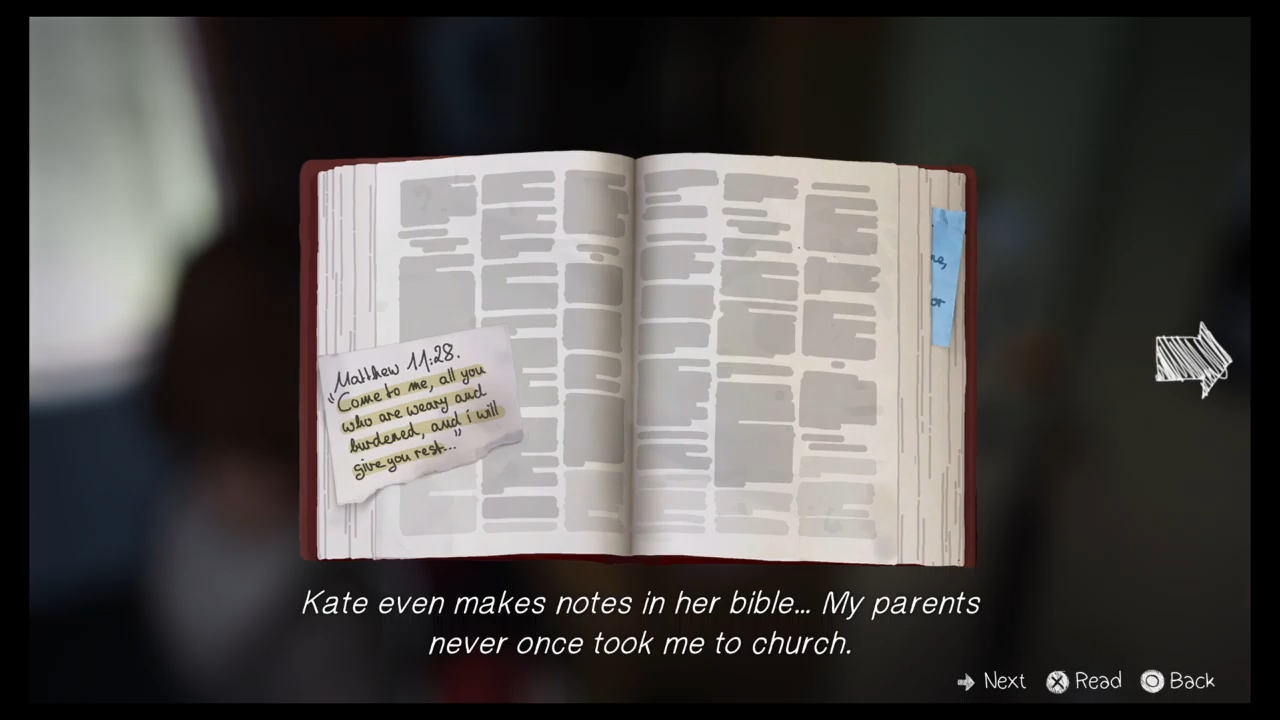 Matthew 11:28.
"Come to me, all you
who are weary and
burdened, and i will
give you rest..."
or
Kate even makes notes in her bible... My parents
never once took me to church.
Next Read Back